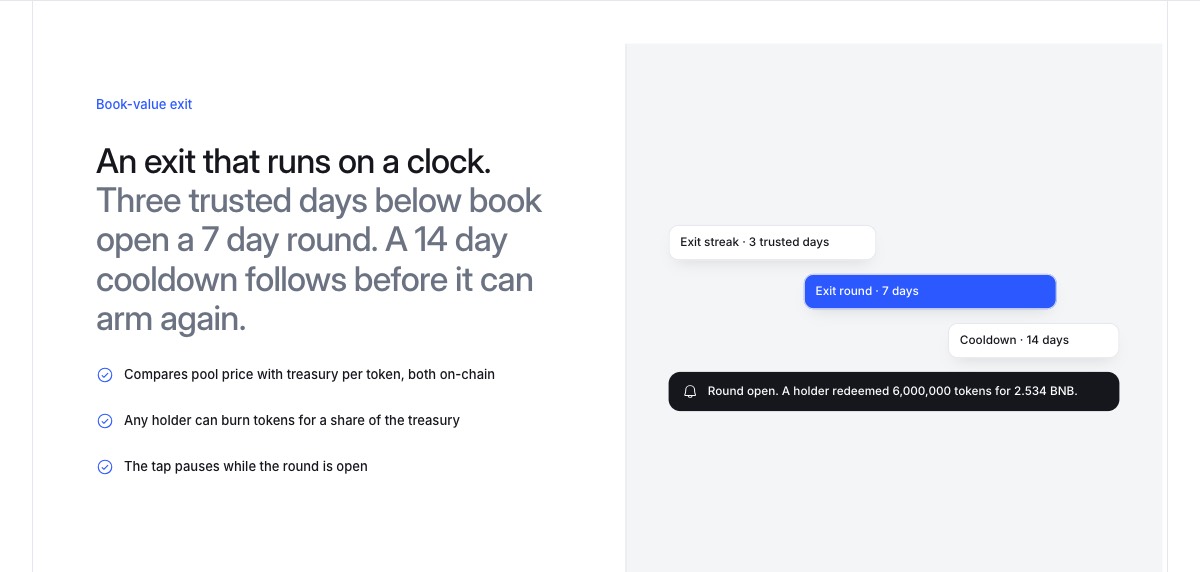 Book-value exit
An exit that runs on a clock.
Three trusted days below book
open a 7 day round. A 14 day
cooldown follows before it can
arm again.
Compares pool price with treasury per token, both on-chain
Any holder can burn tokens for a share of the treasury
The tap pauses while the round is open
Exit streak · 3 trusted days
Exit round · 7 days
Cooldown · 14 days
Round open. A holder redeemed 6,000,000 tokens for 2.534 BNB.